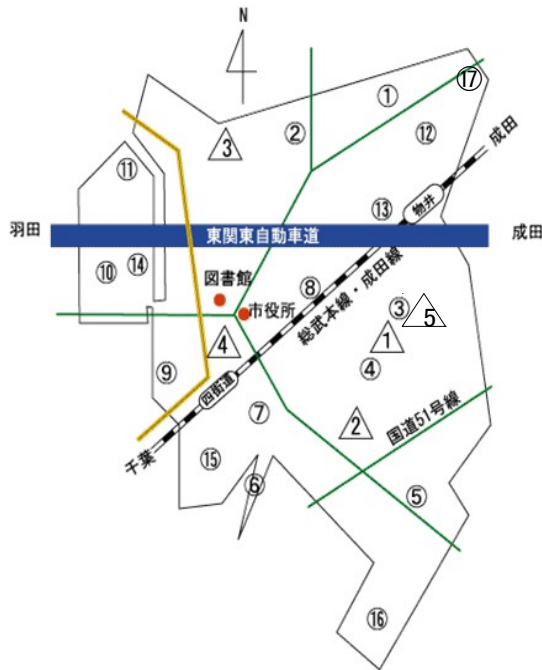 N
⑰
①
②
⑫
3
成田
⑪
物井
⑬
羽田
東関東自動車道
成田
⑩
⑭
図書館
⑧
総武本線・成田線
市役所
③
5
4
1
④
⑨
四街道
⑦
2
国道51号線
千葉
⑮
⑥
⑤
⑯